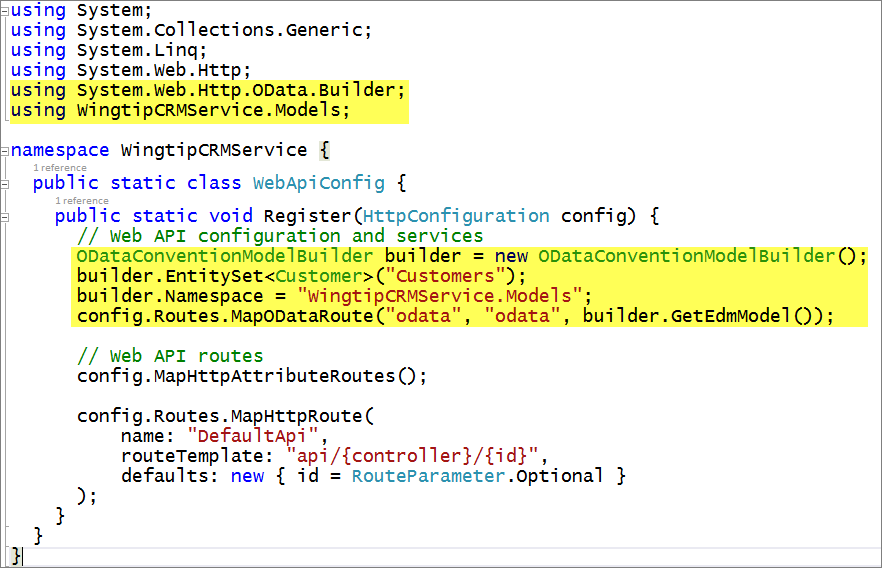 using System;
using System.Collections.Generic;
using System.Linq;
using System.Web.Http;
using System.Web.Http.OData.Builder;
using WingtipCRMService.Models;
namespace WingtipCRMService {
1 reference
public static class WebApiConfig {
1 reference
public static void Register(HttpConfiguration config) {
// Web API configuration and services
ODataConventionModelBuilder builder = new ODataConventionModelBuilder();
builder.EntitySet<Customer>("Customers");
builder.Namespace = "WingtipCRMService.Models";
config.Routes.MapODataRoute("odata", "odata", builder.GetEdmModel());
// Web API routes
config.MapHttpAttributeRoutes();
config.Routes.MapHttpRoute(
name: "DefaultApi",
routeTemplate: "api/{controller}/{id}",
defaults: new { id = RouteParameter.Optional }
);
}
}
}